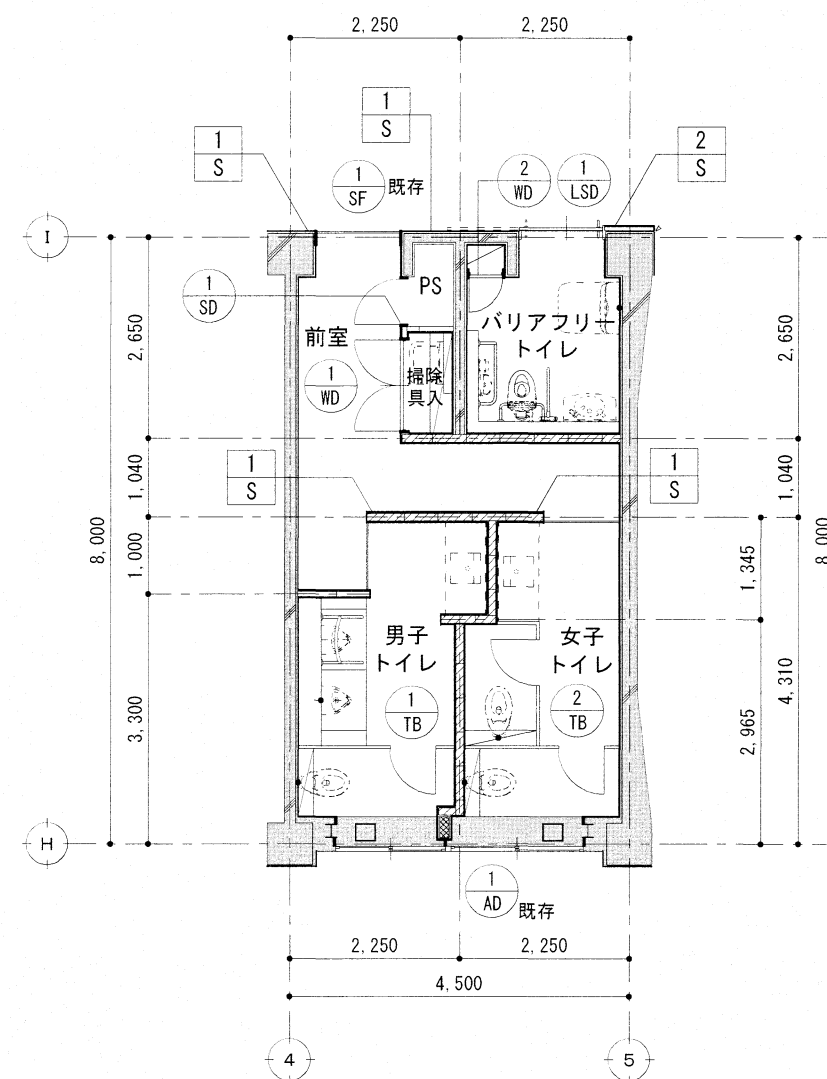 2,250
2,250
1
S
1
S
2
S
1
SF
既存
2
WD
1
LSD
I
1
SD
PS
バリアフリー
トイレ
前室
1
WD
掃除
具入
2,650
2,650
1
S
1
S
1,040
1,040
8,000
8,000
1,000
1,345
男子
トイレ
女子
トイレ
1
TB
2
TB
4,310
3,300
2,965
H
1
AD
既存
2,250
2,250
4,500
4
5